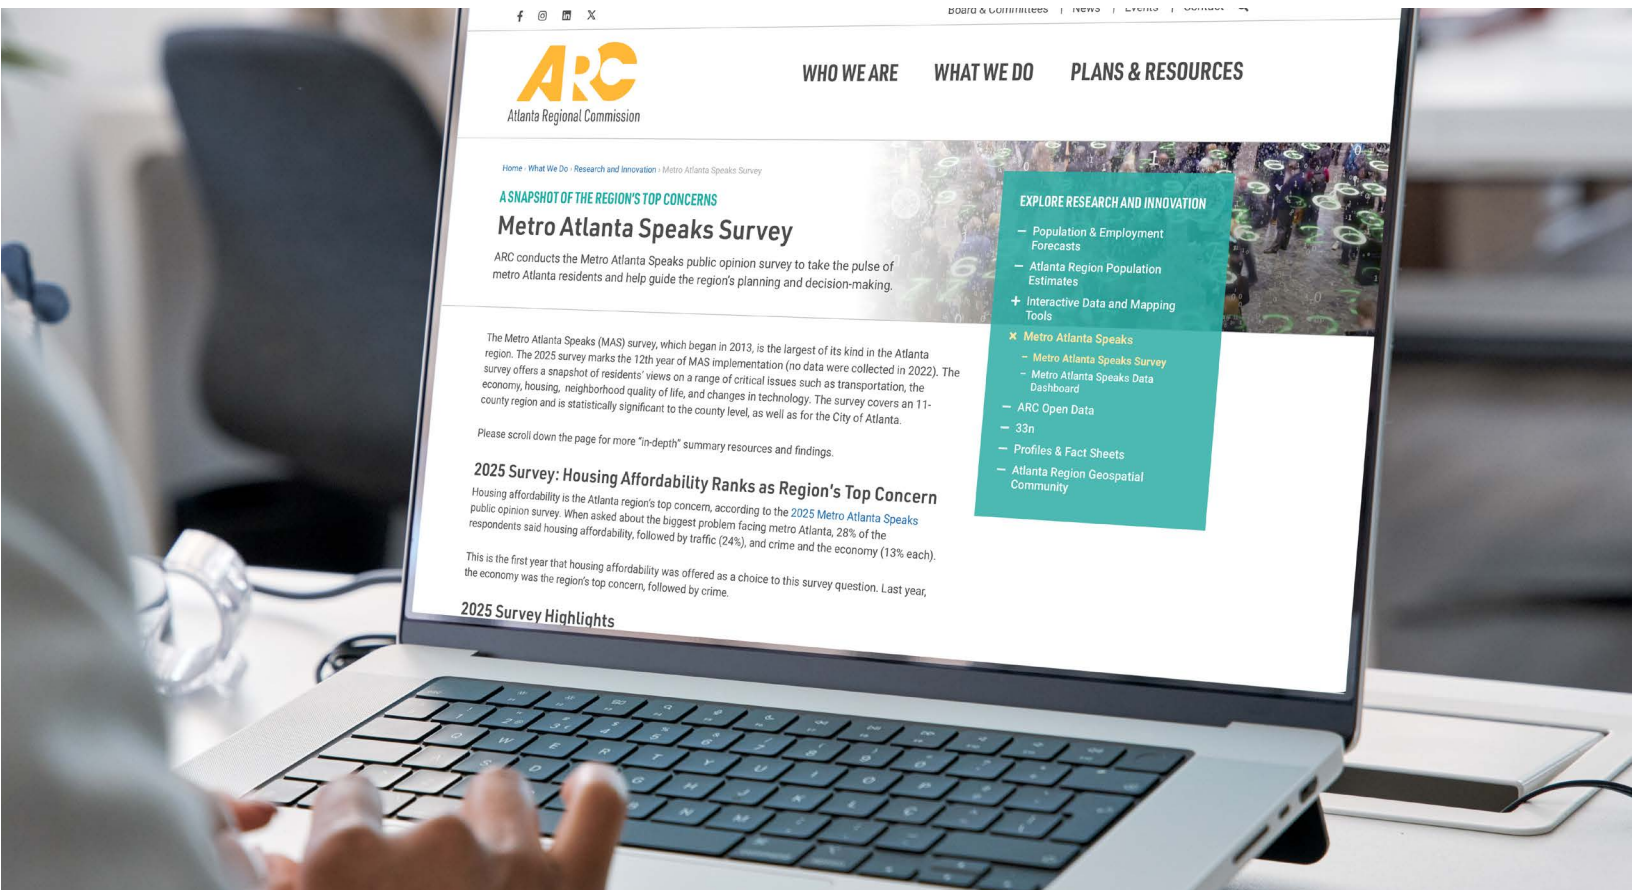 Board & Committees | News | Events | Contact
ARC
Atlanta Regional Commission
WHO WE ARE WHAT WE DO PLANS & RESOURCES
Home - What We Do - Research and Innovation - Metro Atlanta Speaks Survey
A SNAPSHOT OF THE REGION'S TOP CONCERNS
Metro Atlanta Speaks Survey
ARC conducts the Metro Atlanta Speaks public opinion survey to take the pulse of
metro Atlanta residents and help guide the region's planning and decision-making.
EXPLORE RESEARCH AND INNOVATION
– Population & Employment
Forecasts
– Atlanta Region Population
Estimates
+ Interactive Data and Mapping
Tools
× Metro Atlanta Speaks
– Metro Atlanta Speaks Survey
– Metro Atlanta Speaks Data
Dashboard
– ARC Open Data
– 33n
– Profiles & Fact Sheets
– Atlanta Region Geospatial
Community
The Metro Atlanta Speaks (MAS) survey, which began in 2013, is the largest of its kind in the Atlanta
region. The 2025 survey marks the 12th year of MAS implementation (no data were collected in 2022). The
survey offers a snapshot of residents' views on a range of critical issues such as transportation, the
economy, housing, neighborhood quality of life, and changes in technology. The survey covers an 11-
county region and is statistically significant to the county level, as well as for the City of Atlanta.
Please scroll down the page for more "in-depth" summary resources and findings.
2025 Survey: Housing Affordability Ranks as Region's Top Concern
Housing affordability is the Atlanta region's top concern, according to the 2025 Metro Atlanta Speaks
public opinion survey. When asked about the biggest problem facing metro Atlanta, 28% of the
respondents said housing affordability, followed by traffic (24%), and crime and the economy (13% each).
This is the first year that housing affordability was offered as a choice to this survey question. Last year,
the economy was the region's top concern, followed by crime.
2025 Survey Highlights